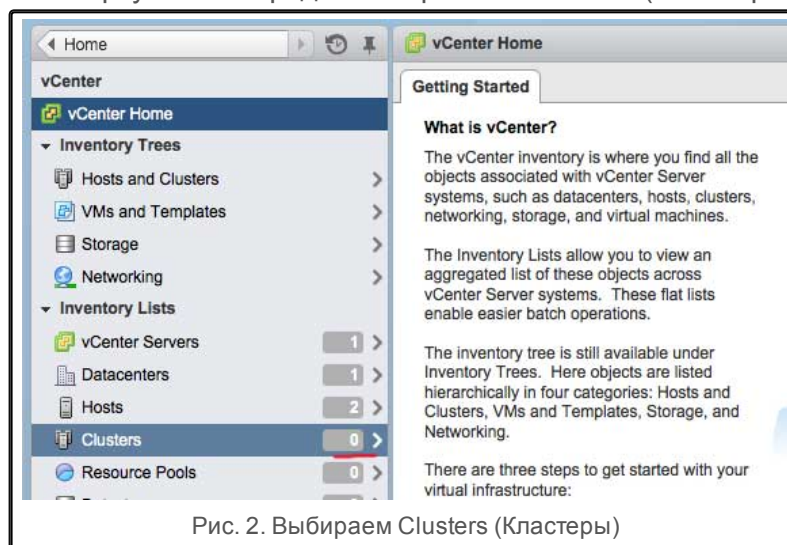 Home
vCenter
vCenter Home
Inventory Trees
Hosts and Clusters
VMs and Templates
Storage
Networking
Inventory Lists
vCenter Servers 1
Datacenters 1
Hosts 2
Clusters 0
Resource Pools 0
vCenter Home
Getting Started
What is vCenter?
The vCenter inventory is where you find all the
objects associated with vCenter Server
systems, such as datacenters, hosts, clusters,
networking, storage, and virtual machines.
The Inventory Lists allow you to view an
aggregated list of these objects across
vCenter Server systems. These flat lists
enable easier batch operations.
The inventory tree is still available under
Inventory Trees. Here objects are listed
hierarchically in four categories: Hosts and
Clusters, VMs and Templates, Storage, and
Networking.
There are three steps to get started with your
virtual infrastructure:
Рис. 2. Выбираем Clusters (Кластеры)